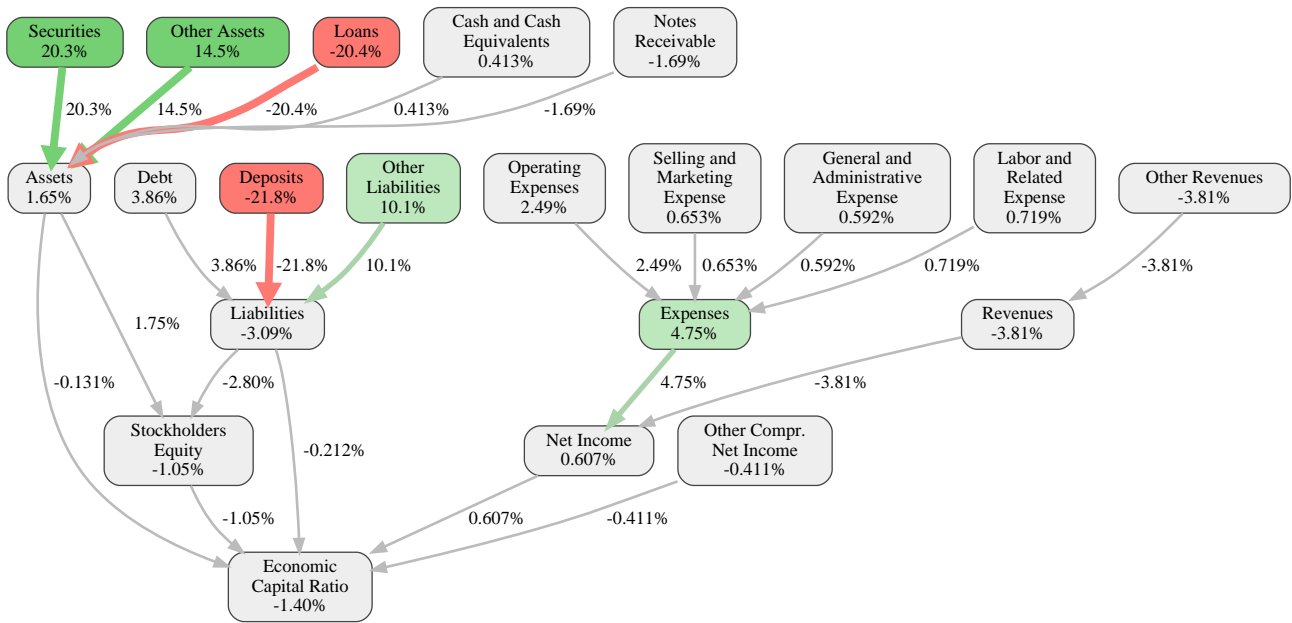 Securities
20.3%
Other Assets
14.5%
Loans
-20.4%
Cash and Cash
Equivalents
0.413%
Notes
Receivable
-1.69%
20.3%
14.5%
-20.4%
0.413%
-1.69%
Assets
1.65%
Debt
3.86%
Deposits
-21.8%
Other
Liabilities
10.1%
Operating
Expenses
2.49%
Selling and
Marketing
Expense
0.653%
General and
Administrative
Expense
0.592%
Labor and
Related
Expense
0.719%
Other Revenues
-3.81%
3.86%
-21.8%
10.1%
2.49%
0.653%
0.592%
0.719%
-3.81%
Liabilities
-3.09%
Expenses
4.75%
Revenues
-3.81%
1.75%
-0.131%
-2.80%
4.75%
-3.81%
Stockholders
Equity
-1.05%
-0.212%
Net Income
0.607%
Other Compr.
Net Income
-0.411%
-1.05%
0.607%
-0.411%
Economic
Capital Ratio
-1.40%